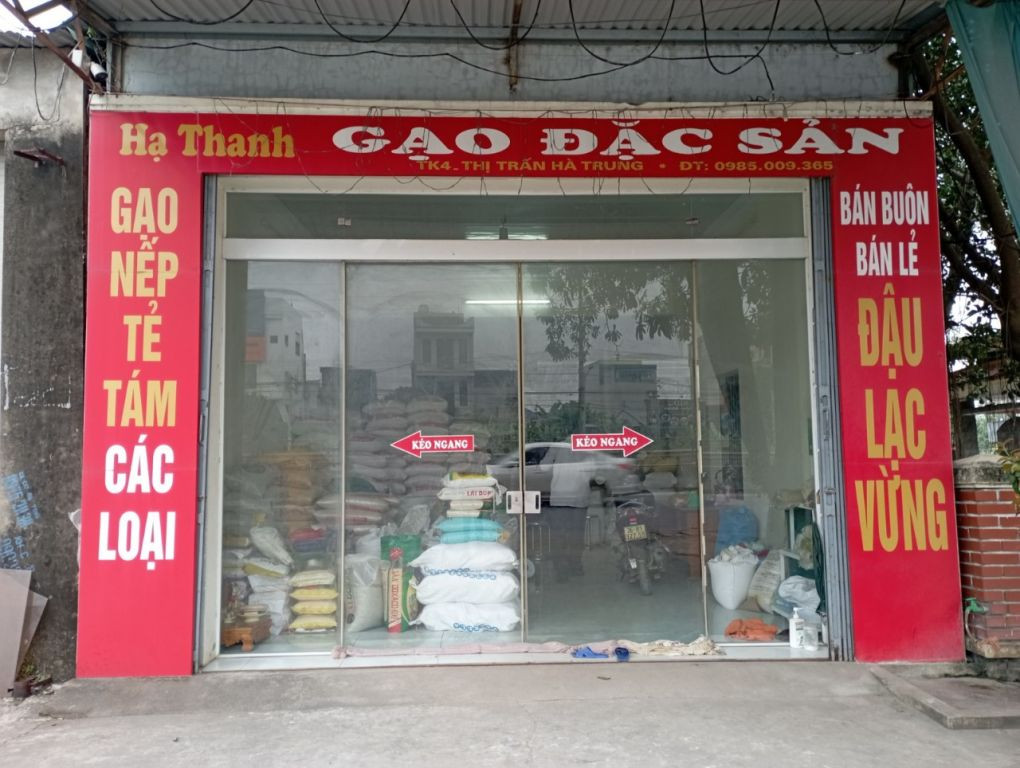 Hạ Thanh GẠO ĐẶC SẢN
TK4_ THỊ TRẤN HÀ TRUNG • ĐT: 0985.009.365
GẠO
NẾP
TẺ
TÁM
CÁC
LOẠI
BÁN BUÔN
BÁN LẺ
ĐẬU
LẠC
VỪNG
KÉO NGANG
KÉO NGANG